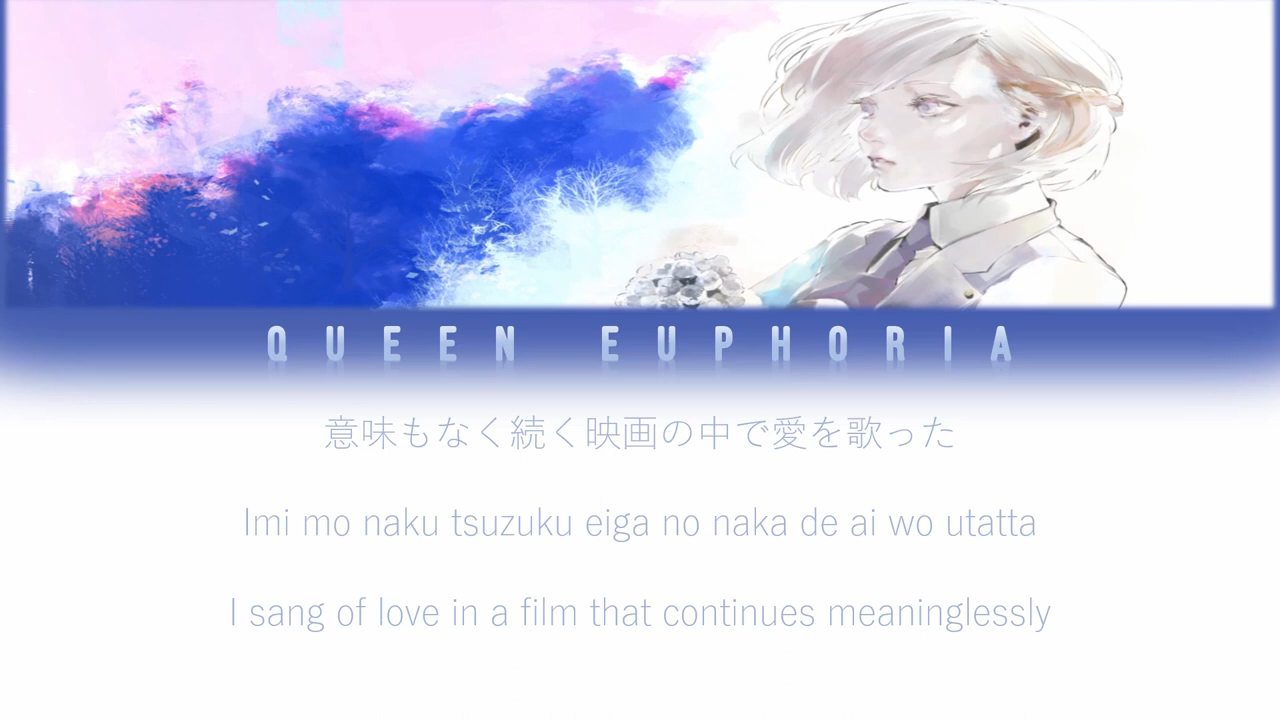 QUEEN EUPHORIA
意味もなく続く映画の中で愛を歌った
Imi mo naku tsuzuku eiga no naka de ai wo utatta
I sang of love in a film that continues meaninglessly